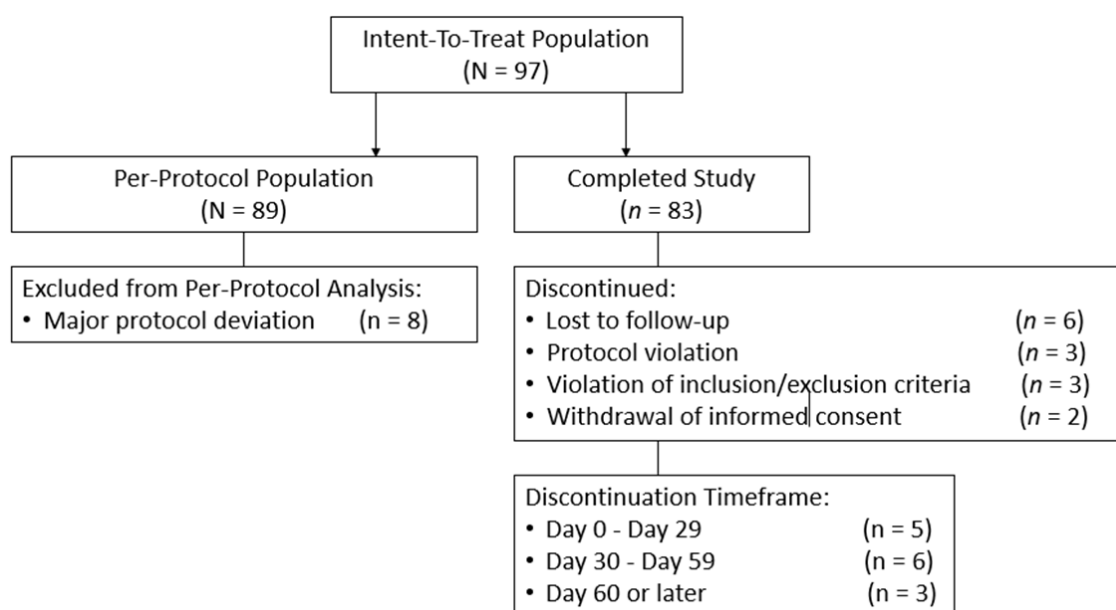 Intent-To-Treat Population
(N = 97)
Per-Protocol Population
(N = 89)
Completed Study
(n = 83)
Excluded from Per-Protocol Analysis:
• Major protocol deviation (n = 8)
Discontinued:
• Lost to follow-up (n = 6)
• Protocol violation (n = 3)
• Violation of inclusion/exclusion criteria (n = 3)
• Withdrawal of informed consent (n = 2)
Discontinuation Timeframe:
• Day 0 - Day 29 (n = 5)
• Day 30 - Day 59 (n = 6)
• Day 60 or later (n = 3)